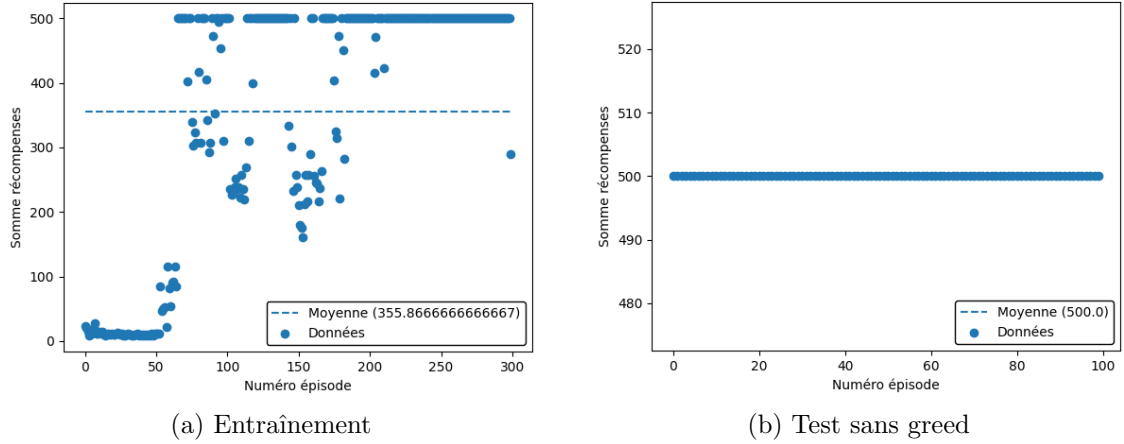 500
400
300
200
100
0
Somme récompenses
0
50
100
150
200
250
300
Numéro épisode
Moyenne (355.8666666666667)
Données
(a) Entraînement
520
510
500
490
480
Somme récompenses
0
20
40
60
80
100
Numéro épisode
Moyenne (500.0)
Données
(b) Test sans greed